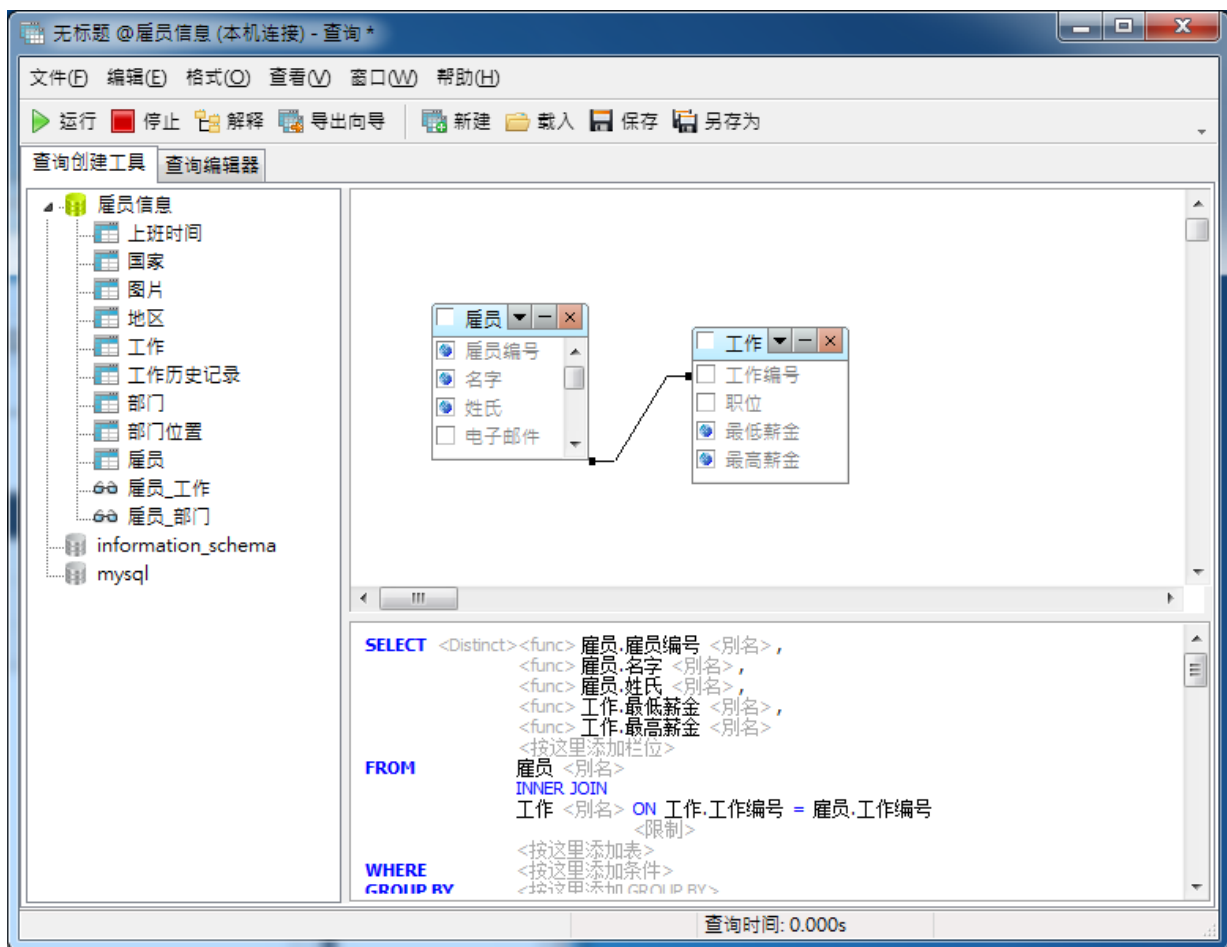 无标题 @雇员信息 (本机连接) - 查询 *
文件(F) 编辑(E) 格式(O) 查看(V) 窗口(W) 帮助(H)
运行 停止 解释 导出向导 新建 载入 保存 另存为
查询创建工具 查询编辑器
雇员信息
上班时间
国家
图片
地区
工作
工作历史记录
部门
部门位置
雇员
雇员_工作
雇员_部门
information_schema
mysql
雇员
雇员编号
名字
姓氏
电子邮件
工作
工作编号
职位
最低薪金
最高薪金
SELECT <Distinct><func> 雇员.雇员编号 <别名>,
<func> 雇员.名字 <别名>,
<func> 雇员.姓氏 <别名>,
<func> 工作.最低薪金 <别名>,
<func> 工作.最高薪金 <别名>
<按这里添加栏位>
FROM 雇员 <别名>
INNER JOIN
工作 <别名> ON 工作.工作编号 = 雇员.工作编号
<限制>
<按这里添加表>
WHERE <按这里添加条件>
GROUP BY <按这里添加 GROUP BY>
查询时间: 0.000s